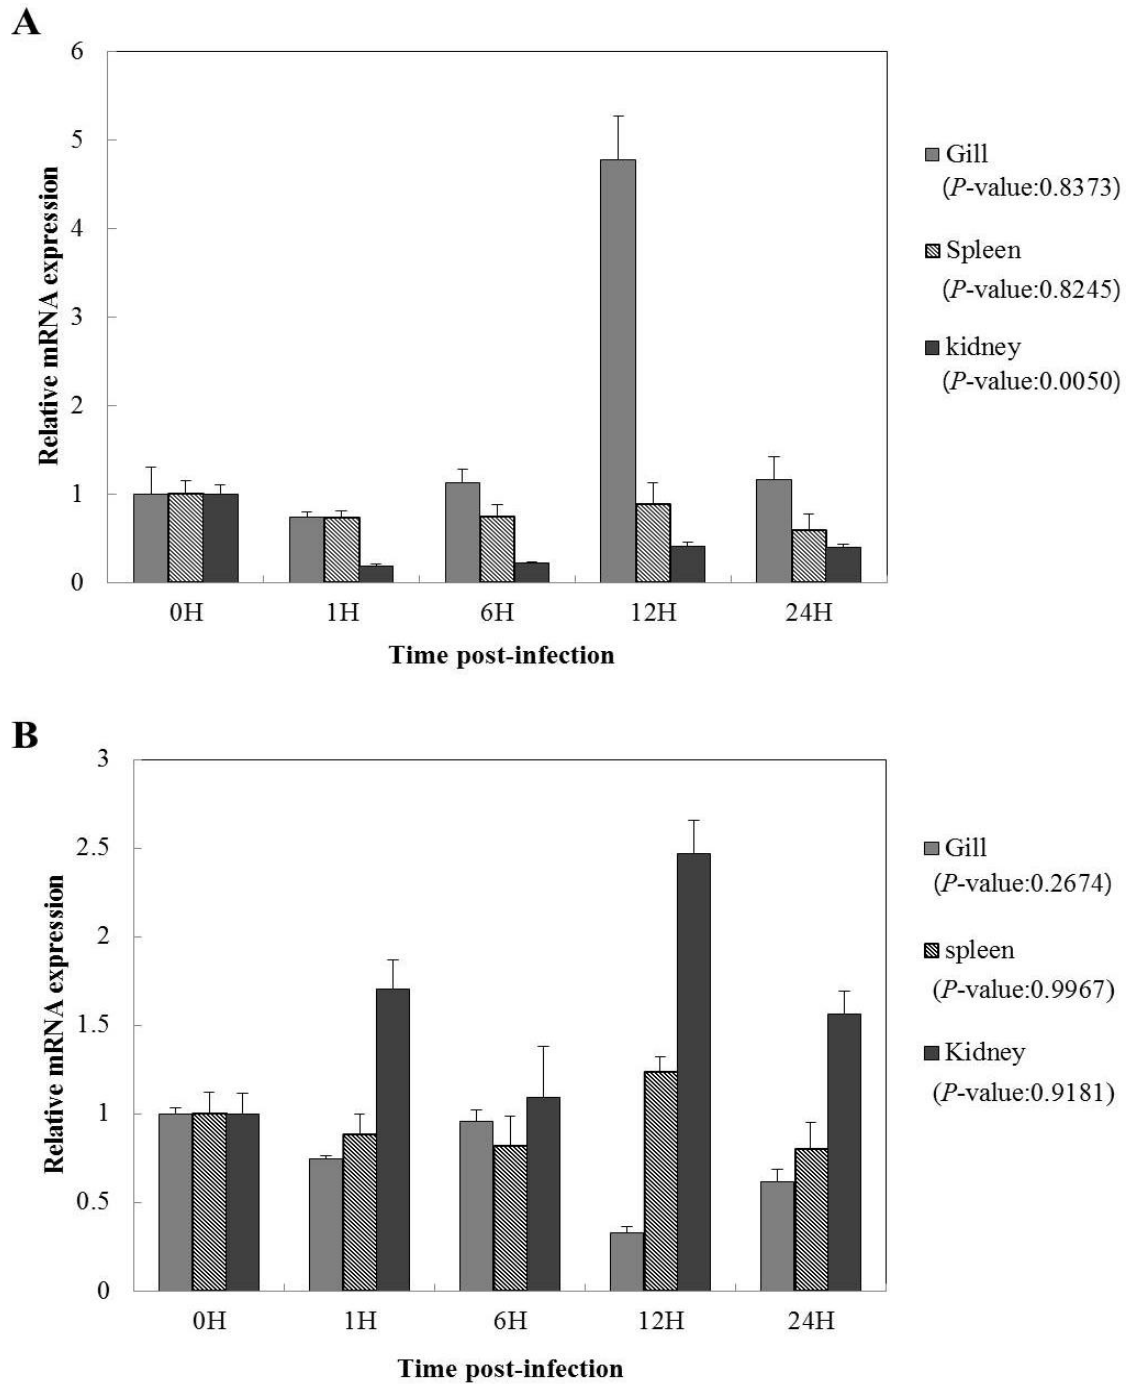 A
6
5
4
3
2
1
0
Relative mRNA expression
0H 1H 6H 12H 24H
Time post-infection
Gill
(P-value:0.8373)
Spleen
(P-value:0.8245)
kidney
(P-value:0.0050)
B
3
2.5
2
1.5
1
0.5
0
Relative mRNA expression
0H 1H 6H 12H 24H
Time post-infection
Gill
(P-value:0.2674)
spleen
(P-value:0.9967)
Kidney
(P-value:0.9181)